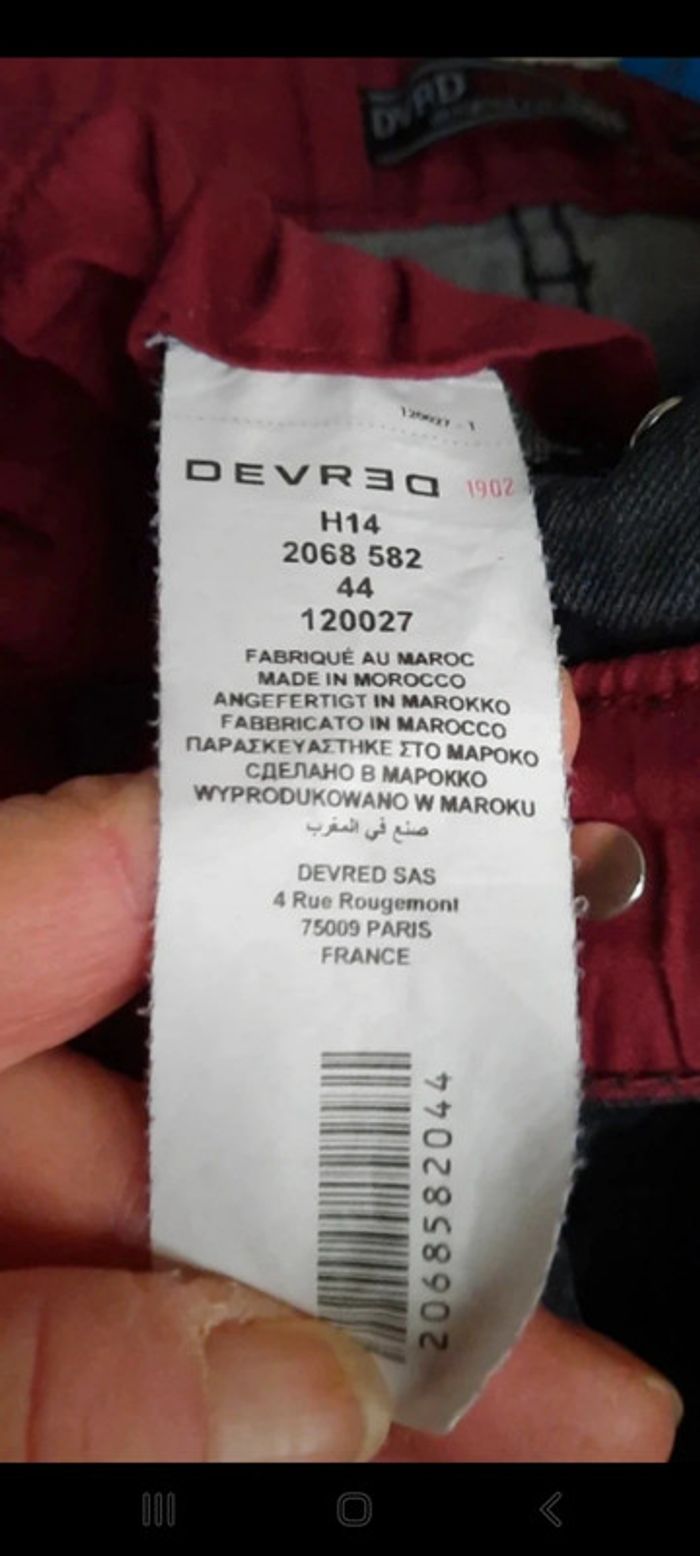 DVRD
120027 - 1
DEVRED 1902
H14
2068 582
44
120027
FABRIQUÉ AU MAROC
MADE IN MOROCCO
ANGEFERTIGT IN MAROKKO
FABBRICATO IN MAROCCO
ΠΑΡΑΣΚΕΥΑΣΤΗΚΕ ΣΤΟ ΜΑΡΟΚΟ
СДЕЛАНО В МАРОККО
WYPRODUKOWANO W MAROKU
صنع في المغرب
DEVRED SAS
4 Rue Rougemont
75009 PARIS
FRANCE
2068582044